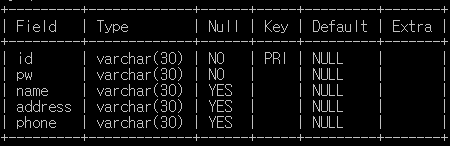 | Field | Type | Null | Key | Default | Extra |
| id | varchar(30) | NO | PRI | NULL | |
| pw | varchar(30) | NO | | NULL | |
| name | varchar(30) | YES | | NULL | |
| address | varchar(30) | YES | | NULL | |
| phone | varchar(30) | YES | | NULL | |